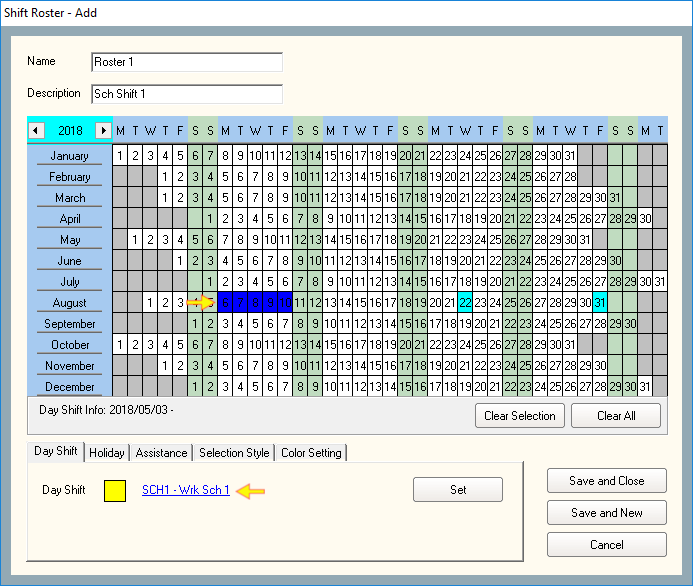 Shift Roster - Add
Name Roster 1
Description Sch Shift 1
2018 M T W T F S S M T W T F S S M T W T F S S M T W T F S S M T W T F S S M T
January 1 2 3 4 5 6 7 8 9 10 11 12 13 14 15 16 17 18 19 20 21 22 23 24 25 26 27 28 29 30 31
February 1 2 3 4 5 6 7 8 9 10 11 12 13 14 15 16 17 18 19 20 21 22 23 24 25 26 27 28
March 1 2 3 4 5 6 7 8 9 10 11 12 13 14 15 16 17 18 19 20 21 22 23 24 25 26 27 28 29 30 31
April 1 2 3 4 5 6 7 8 9 10 11 12 13 14 15 16 17 18 19 20 21 22 23 24 25 26 27 28 29 30
May 1 2 3 4 5 6 7 8 9 10 11 12 13 14 15 16 17 18 19 20 21 22 23 24 25 26 27 28 29 30 31
June 1 2 3 4 5 6 7 8 9 10 11 12 13 14 15 16 17 18 19 20 21 22 23 24 25 26 27 28 29 30
July 1 2 3 4 5 6 7 8 9 10 11 12 13 14 15 16 17 18 19 20 21 22 23 24 25 26 27 28 29 30 31
August 1 2 3 6 7 8 9 10 11 12 13 14 15 16 17 18 19 20 21 22 23 24 25 26 27 28 29 30 31
September 1 2 3 4 5 6 7 8 9 10 11 12 13 14 15 16 17 18 19 20 21 22 23 24 25 26 27 28 29 30
October 1 2 3 4 5 6 7 8 9 10 11 12 13 14 15 16 17 18 19 20 21 22 23 24 25 26 27 28 29 30 31
November 1 2 3 4 5 6 7 8 9 10 11 12 13 14 15 16 17 18 19 20 21 22 23 24 25 26 27 28 29 30
December 1 2 3 4 5 6 7 8 9 10 11 12 13 14 15 16 17 18 19 20 21 22 23 24 25 26 27 28 29 30 31
Day Shift Info: 2018/05/03 -
Clear Selection Clear All
Day Shift Holiday Assistance Selection Style Color Setting
Day Shift SCH1 - Wrk Sch 1 Set
Save and Close
Save and New
Cancel